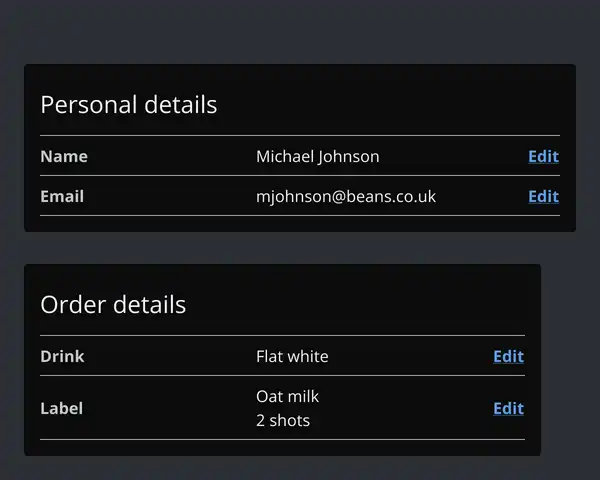 Personal details
Name Michael Johnson Edit
Email mjohnson@beans.co.uk Edit
Order details
Drink Flat white Edit
Label Oat milk Edit
2 shots